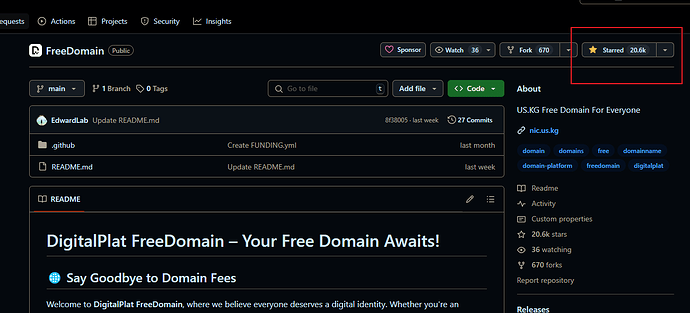 equests
Actions
Projects
Security
Insights
FreeDomain Public
Sponsor
Watch 36
Fork 670
Starred 20.6k
main
1 Branch
0 Tags
Go to file t
Add file
Code
EdwardLab Update README.md
8f38005 · last week
27 Commits
.github Create FUNDING.yml last month
README.md Update README.md last week
README
DigitalPlat FreeDomain – Your Free Domain Awaits!
Say Goodbye to Domain Fees
Welcome to DigitalPlat FreeDomain, where we believe everyone deserves a digital identity. Whether you're an
About
US.KG Free Domain For Everyone
nic.us.kg
domain domains free domainname
domain-platform freedomain digitalplat
Readme
Activity
Custom properties
20.6k stars
36 watching
670 forks
Report repository
Releases